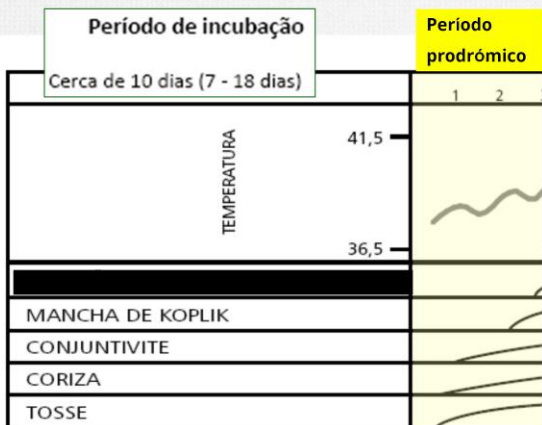 Período de incubação
Cerca de 10 dias (7 - 18 dias)
Período
prodrómico
1 2
TEMPERATURA
41,5
36,5
MANCHA DE KOPLIK
CONJUNTIVITE
CORIZA
TOSSE